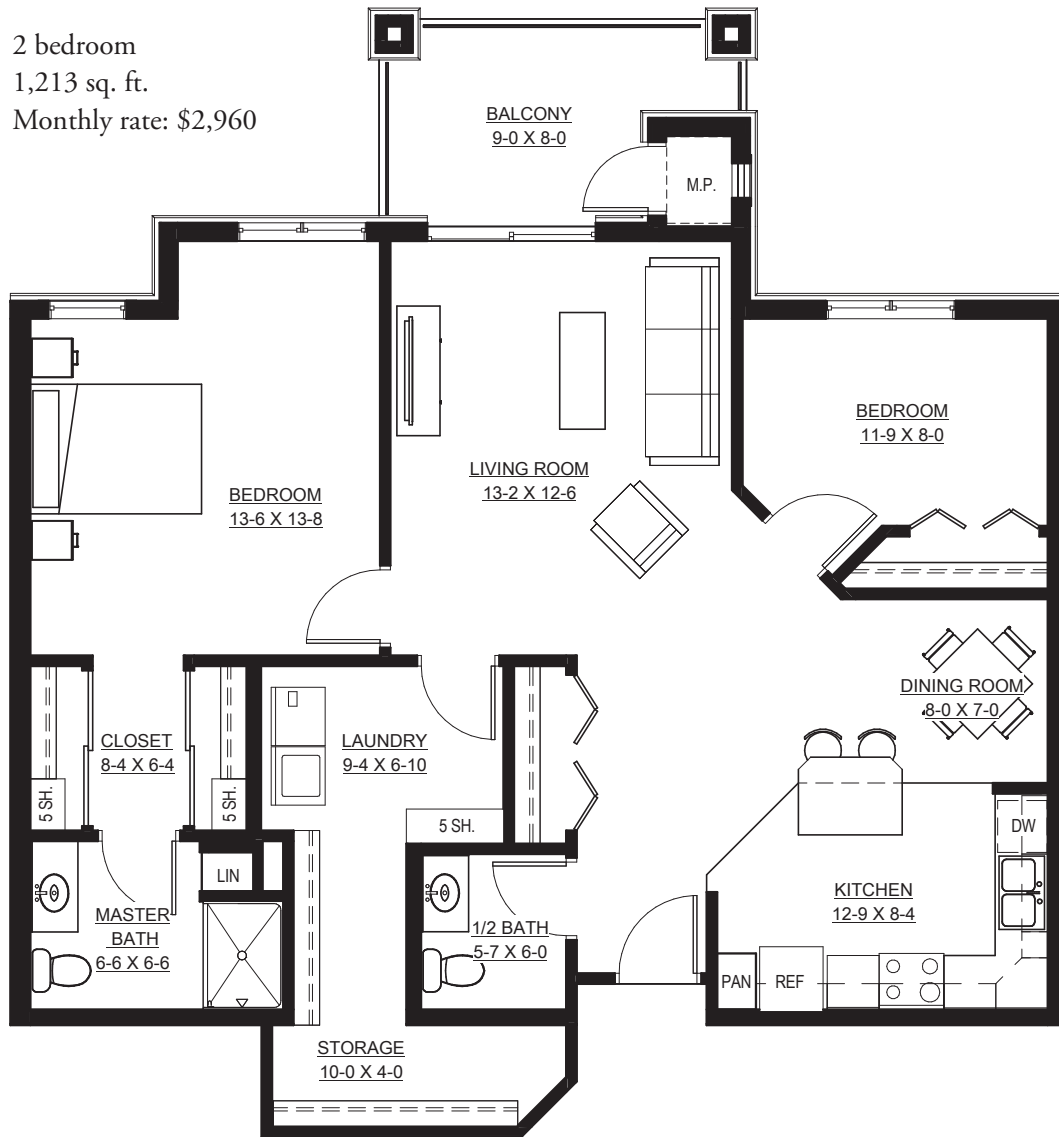 2 bedroom
1,213 sq. ft.
Monthly rate: $2,960
BALCONY
9-0 X 8-0
M.P.
BEDROOM
11-9 X 8-0
LIVING ROOM
13-2 X 12-6
BEDROOM
13-6 X 13-8
DINING ROOM
8-0 X 7-0
CLOSET
8-4 X 6-4
5 SH.
5 SH.
LAUNDRY
9-4 X 6-10
5 SH.
DW
LIN
KITCHEN
12-9 X 8-4
MASTER
BATH
6-6 X 6-6
1/2 BATH
5-7 X 6-0
PAN
REF
STORAGE
10-0 X 4-0